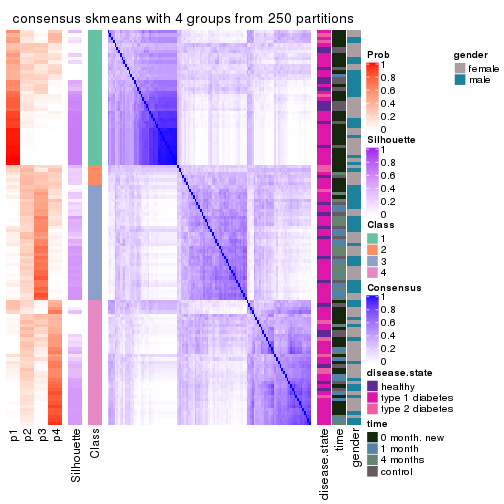 consensus skmeans with 4 groups from 250 partitions
Prob
1
0.8
0.6
0.4
0.2
0
gender
female
male
Silhouette
1
0.8
0.6
0.4
0.2
0
Class
1
2
3
4
Consensus
1
0.8
0.6
0.4
0.2
0
disease.state
healthy
type 1 diabetes
type 2 diabetes
time
0 month. new
1 month
4 months
control
p1
p2
p3
p4
Silhouette
Class
disease.state
time
gender